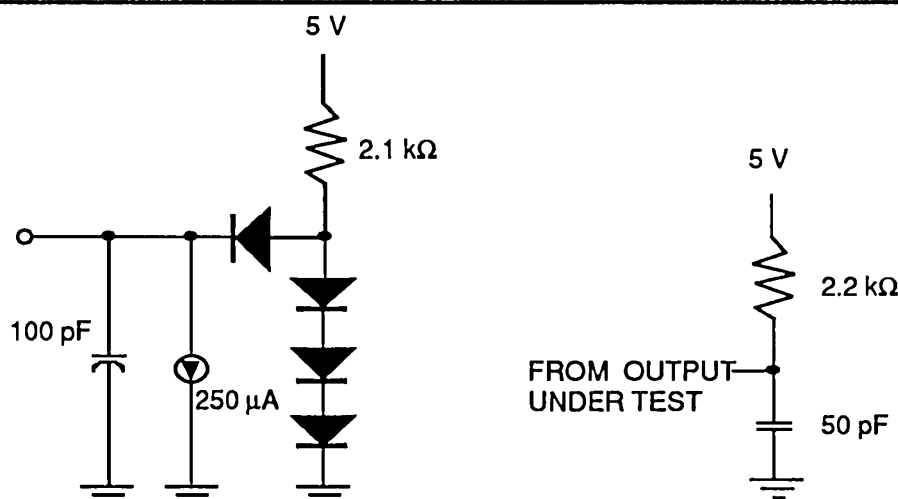 5 V
2.1 kΩ
100 pF
250 μA
5 V
2.2 kΩ
FROM OUTPUT
UNDER TEST
50 pF